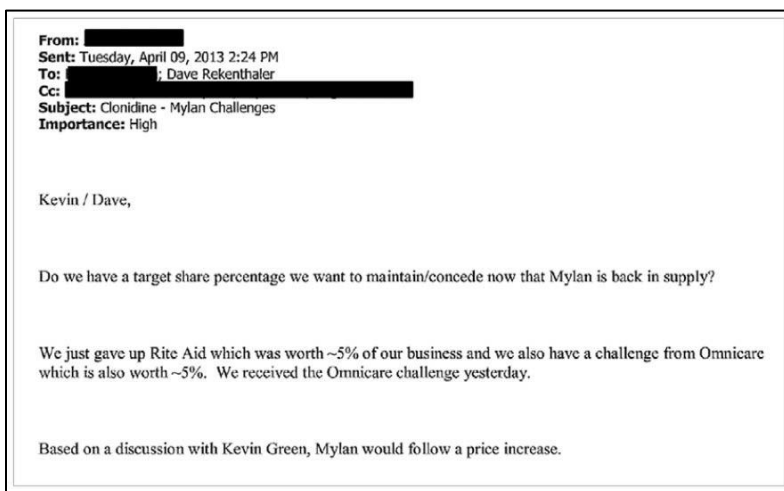 From:
Sent: Tuesday, April 09, 2013 2:24 PM
To: ; Dave Rekenthaler
Cc:
Subject: Clonidine - Mylan Challenges
Importance: High
Kevin / Dave,
Do we have a target share percentage we want to maintain/concede now that Mylan is back in supply?
We just gave up Rite Aid which was worth ~5% of our business and we also have a challenge from Omnicare
which is also worth ~5%. We received the Omnicare challenge yesterday.
Based on a discussion with Kevin Green, Mylan would follow a price increase.